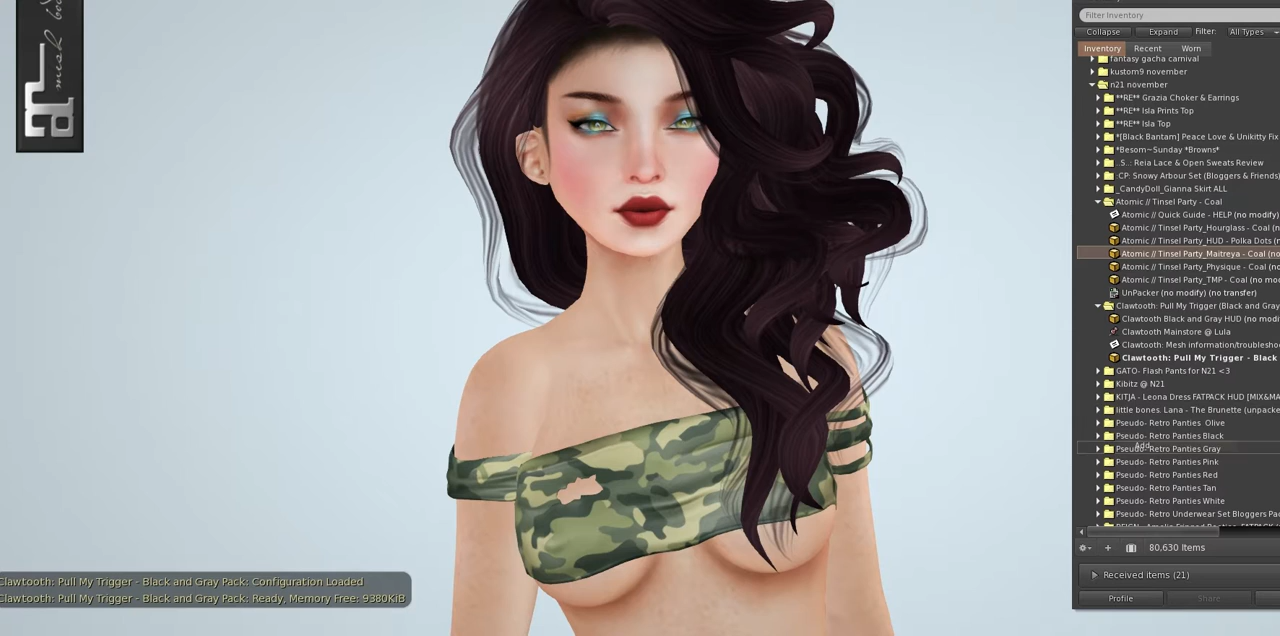 mesh
Filter Inventory
Collapse Expand Filter: All Types
Inventory Recent Worn
fantasy gacha carnival
kustom9 november
n21 november
**RE** Grazia Choker & Earrings
**RE** Isla Prints Top
**RE** Isla Top
*[Black Bantam] Peace Love & Unikitty Fix
*Besom~Sunday *Browns*
..S..: Reia Lace & Open Sweats Review
:CP: Snowy Arbour Set (Bloggers & Friends)
_CandyDoll_Gianna Skirt ALL
Atomic // Tinsel Party - Coal
Atomic // Quick Guide - HELP (no modify)
Atomic // Tinsel Party_Hourglass - Coal (n
Atomic // Tinsel Party_HUD - Polka Dots (n
Atomic // Tinsel Party_Maitreya - Coal (no
Atomic // Tinsel Party_Physique - Coal (no
Atomic // Tinsel Party_TMP - Coal (no mod
UnPacker (no modify) (no transfer)
Clawtooth: Pull My Trigger (Black and Gray
Clawtooth Black and Gray HUD (no modi
Clawtooth Mainstore @ Lula
Clawtooth: Mesh information/troublesho
Clawtooth: Pull My Trigger - Black
GATO- Flash Pants for N21 <3
Kibitz @ N21
KITJA - Leona Dress FATPACK HUD [MIX&MA
little bones. Lana - The Brunette (unpacke
Pseudo- Retro Panties Olive
Pseudo- Retro Panties Black
Add
Pseudo- Retro Panties Gray
Pseudo- Retro Panties Pink
Pseudo- Retro Panties Red
Pseudo- Retro Panties Tan
Pseudo- Retro Panties White
Pseudo- Retro Underwear Set Bloggers Pac
80,630 Items
Received items (21)
Profile Share
Clawtooth: Pull My Trigger - Black and Gray Pack: Configuration Loaded
Clawtooth: Pull My Trigger - Black and Gray Pack: Ready, Memory Free: 9380KiB